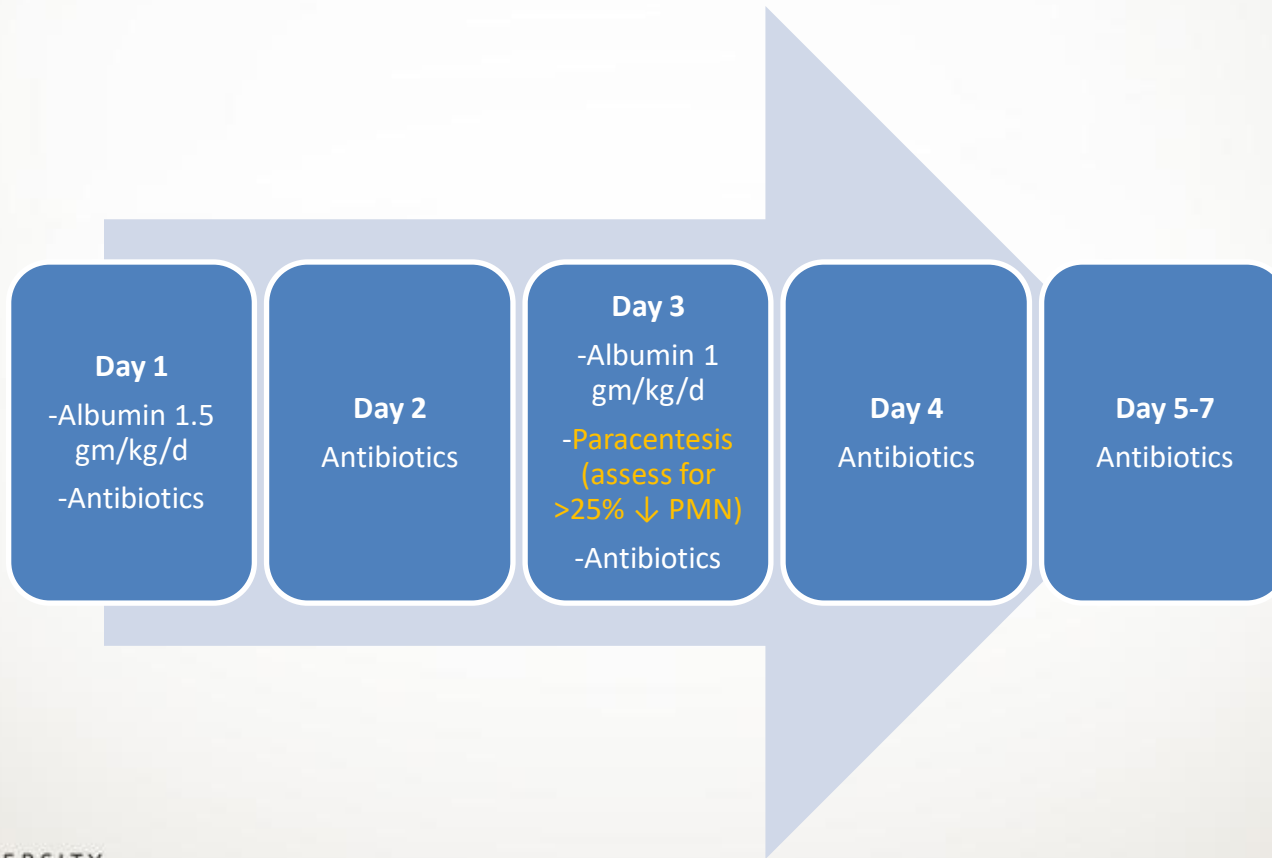 Day 1
-Albumin 1.5
gm/kg/d
-Antibiotics
Day 2
Antibiotics
Day 3
-Albumin 1
gm/kg/d
-Paracentesis
(assess for
>25% ↓ PMN)
-Antibiotics
Day 4
Antibiotics
Day 5-7
Antibiotics